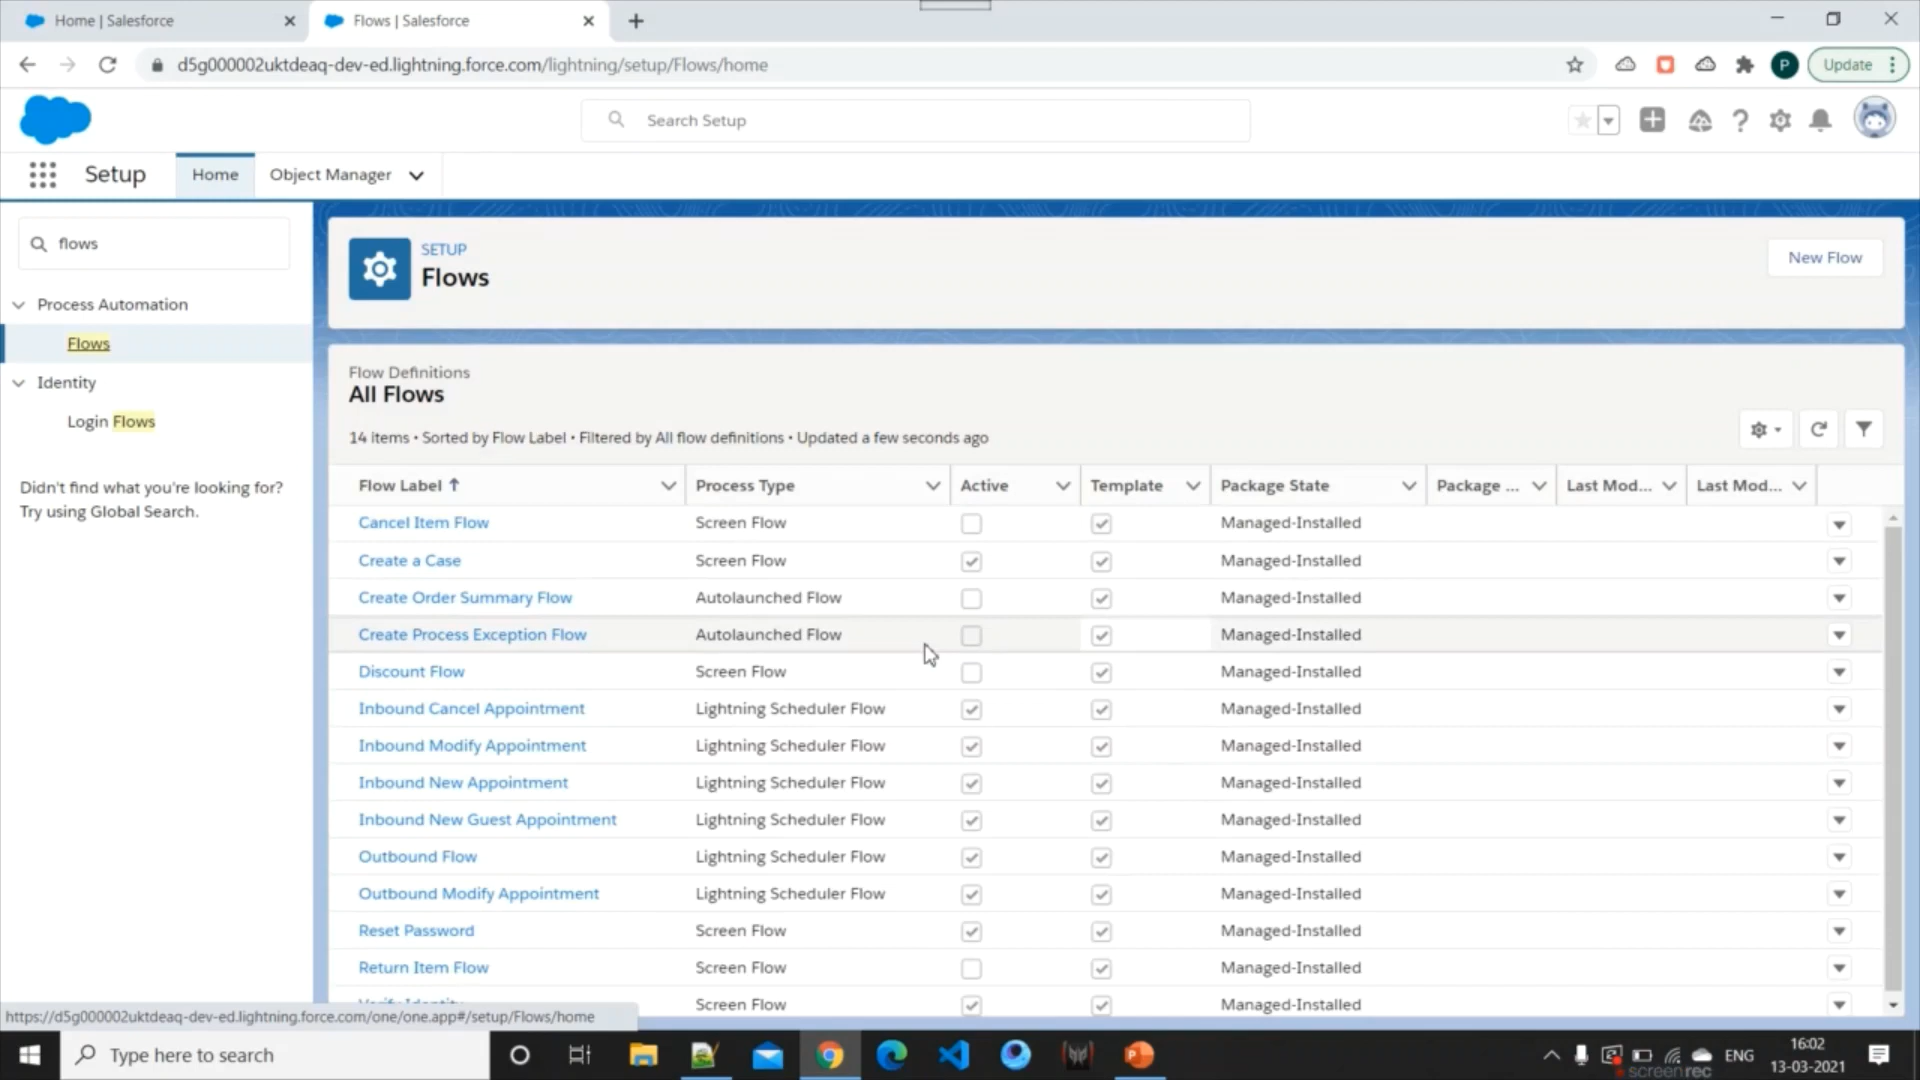 Home | Salesforce
Flows | Salesforce
d5g000002uktdeaq-dev-ed.lightning.force.com/lightning/setup/Flows/home
P
Update
Search Setup
Setup
Home
Object Manager
flows
Process Automation
Flows
Identity
Login Flows
Didn't find what you're looking for?
Try using Global Search.
SETUP
Flows
New Flow
Flow Definitions
All Flows
14 items • Sorted by Flow Label • Filtered by All flow definitions • Updated a few seconds ago
Flow Label ↑ Process Type Active Template Package State Package ... Last Mod... Last Mod...
Cancel Item Flow Screen Flow Managed-Installed
Create a Case Screen Flow Managed-Installed
Create Order Summary Flow Autolaunched Flow Managed-Installed
Create Process Exception Flow Autolaunched Flow Managed-Installed
Discount Flow Screen Flow Managed-Installed
Inbound Cancel Appointment Lightning Scheduler Flow Managed-Installed
Inbound Modify Appointment Lightning Scheduler Flow Managed-Installed
Inbound New Appointment Lightning Scheduler Flow Managed-Installed
Inbound New Guest Appointment Lightning Scheduler Flow Managed-Installed
Outbound Flow Lightning Scheduler Flow Managed-Installed
Outbound Modify Appointment Lightning Scheduler Flow Managed-Installed
Reset Password Screen Flow Managed-Installed
Return Item Flow Screen Flow Managed-Installed
Verify Identity Screen Flow Managed-Installed
https://d5g000002uktdeaq-dev-ed.lightning.force.com/one/one.app#/setup/Flows/home
Type here to search
ENG
16:02
13-03-2021
screenrec